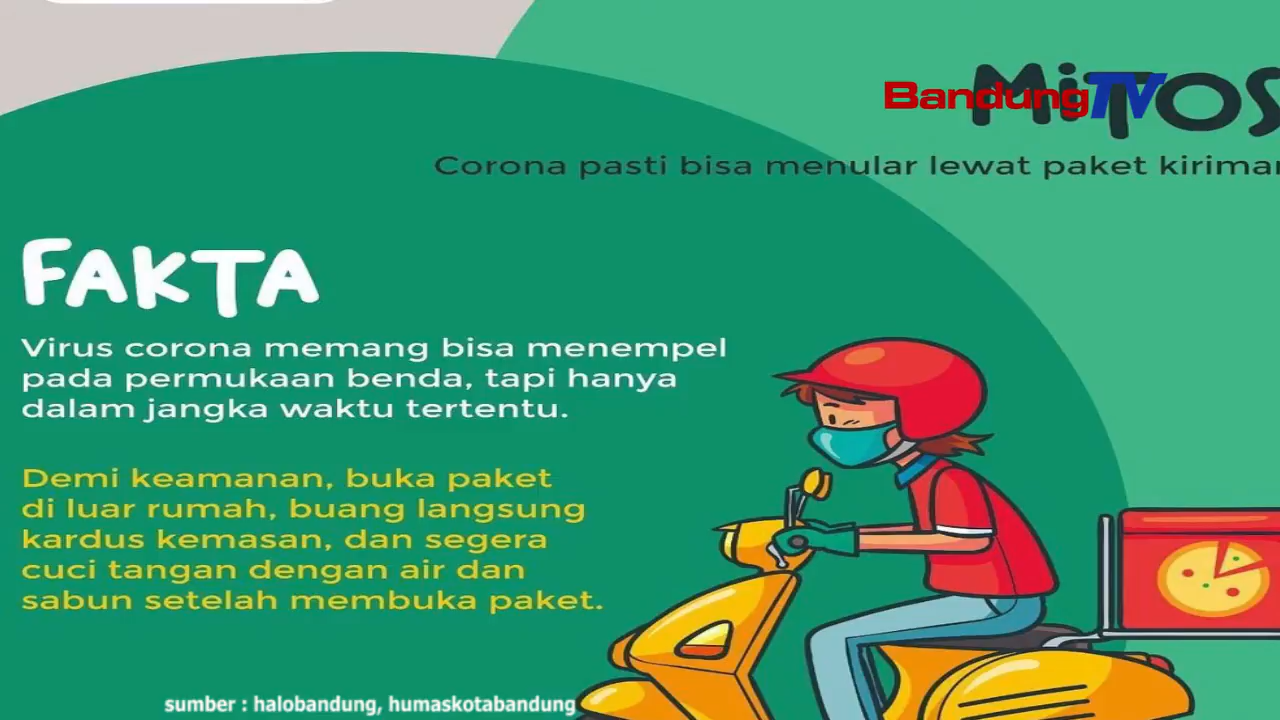 MiTOS
BandungTV
Corona pasti bisa menular lewat paket kiriman
FAKTA
Virus corona memang bisa menempel
pada permukaan benda, tapi hanya
dalam jangka waktu tertentu.
Demi keamanan, buka paket
di luar rumah, buang langsung
kardus kemasan, dan segera
cuci tangan dengan air dan
sabun setelah membuka paket.
sumber : halobandung, humaskotabandung